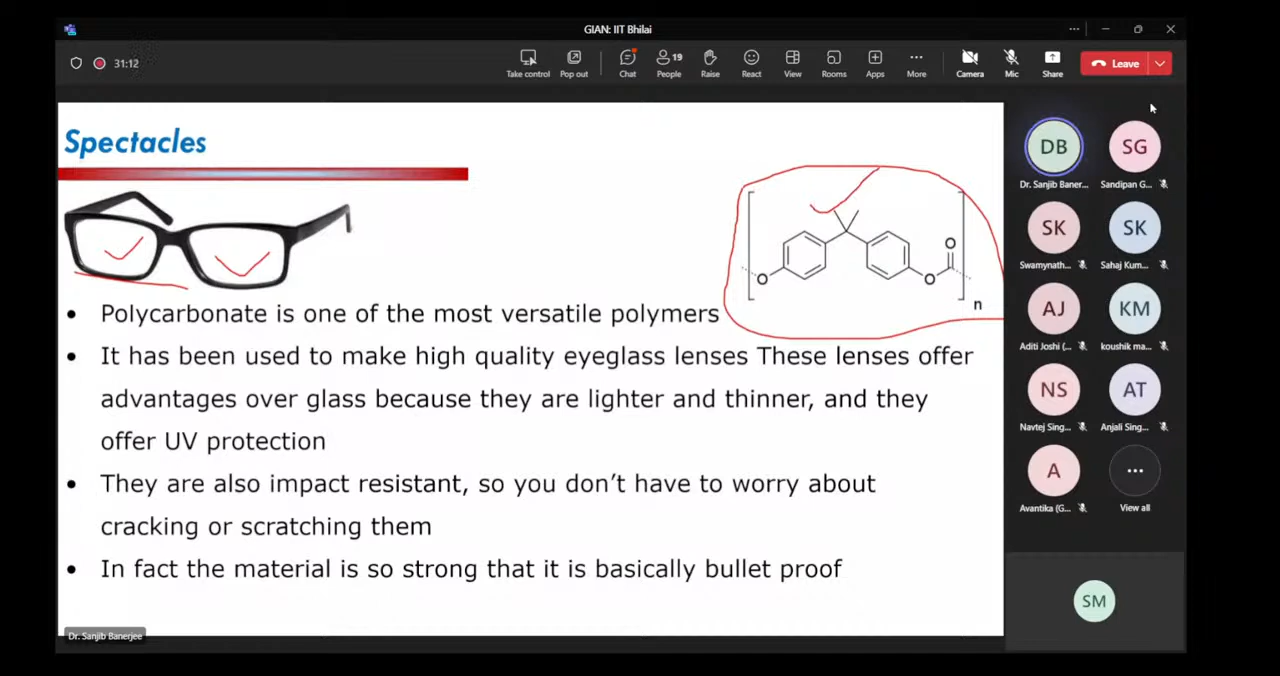 GIAN: IIT Bhilai
31:12
Take control
Pop out
Chat
19
People
Raise
React
View
Rooms
Apps
More
Camera
Mic
Share
Leave
Spectacles
O
O
O
n
• Polycarbonate is one of the most versatile polymers
• It has been used to make high quality eyeglass lenses These lenses offer
advantages over glass because they are lighter and thinner, and they
offer UV protection
• They are also impact resistant, so you don’t have to worry about
cracking or scratching them
• In fact the material is so strong that it is basically bullet proof
Dr. Sanjib Banerjee
DB
SG
Dr. Sanjib Baner...
Sandipan G...
SK
SK
Swamynath...
Sahaj Kum...
AJ
KM
Aditi Joshi (...
koushik ma...
NS
AT
Navtej Sing...
Anjali Sing...
A
Avantika (G...
View all
SM